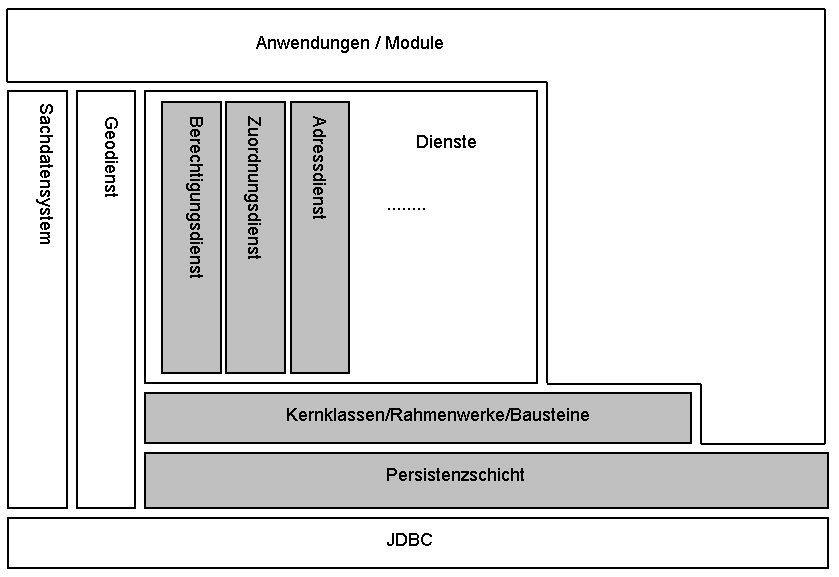 Anwendungen / Module
Sachdatensystem
Geodienst
Berechtigungsdienst
Zuordnungsdienst
Adressdienst
Dienste
........
Kernklassen/Rahmenwerke/Bausteine
Persistenzschicht
JDBC